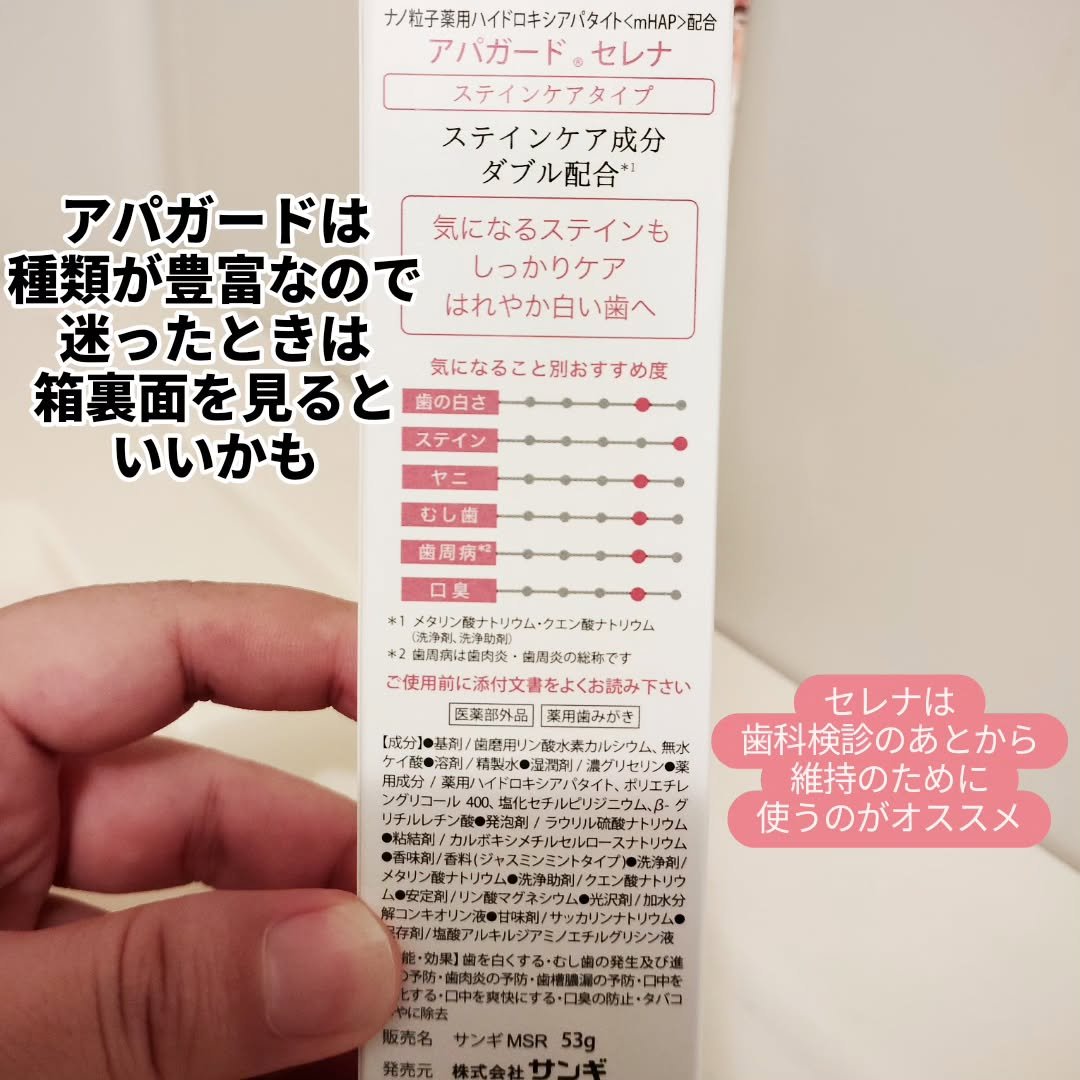 ナノ粒子薬用ハイドロキシアパタイト<mHAP>配合
アパガード®セレナ
ステインケアタイプ
ステインケア成分
ダブル配合*1
気になるステインも
しっかりケア
はれやか白い歯へ
気になること別おすすめ度
歯の白さ
ステイン
ヤニ
むし歯
歯周病*2
口臭
*1 メタリン酸ナトリウム・クエン酸ナトリウム
(洗浄剤、洗浄助剤)
*2 歯周病は歯肉炎・歯周炎の総称です
ご使用前に添付文書をよくお読み下さい
医薬部外品 薬用歯みがき
【成分】●基剤/歯磨用リン酸水素カルシウム、無水
ケイ酸●溶剤/精製水●湿潤剤/濃グリセリン●薬
用成分/薬用ハイドロキシアパタイト、ポリエチレ
ングリコール400、塩化セチルピリジニウム、β-グ
リチルレチン酸●発泡剤/ラウリル硫酸ナトリウム
●粘結剤/カルボキシメチルセルロースナトリウム
●香味剤/香料(ジャスミンミントタイプ)●洗浄剤/
メタリン酸ナトリウム●洗浄助剤/クエン酸ナトリウ
ム●安定剤/リン酸マグネシウム●光沢剤/加水分
解コンキオリン液●甘味剤/サッカリンナトリウム●
存剤/塩酸アルキルジアミノエチルグリシン液
能・効果】歯を白くする・むし歯の発生及び進
の予防・歯肉炎の予防・歯槽膿漏の予防・口中を
化する・口中を爽快にする・口臭の防止・タバコ
やに除去
販売名 サンギMSR 53g
発売元 株式会社サンギ
アパガードは
種類が豊富なので
迷ったときは
箱裏面を見ると
いいかも
セレナは
歯科検診のあとから
維持のために
使うのがオススメ